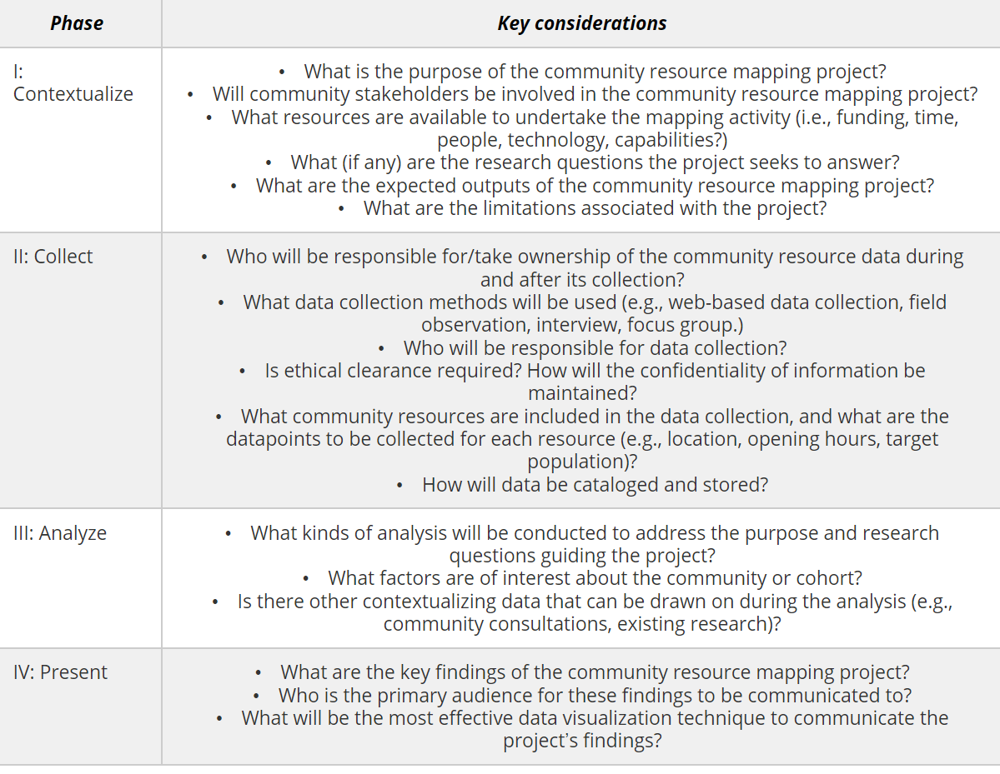 Phase
Key considerations
I:
Contextualize
• What is the purpose of the community resource mapping project?
• Will community stakeholders be involved in the community resource mapping project?
• What resources are available to undertake the mapping activity (i.e., funding, time,
people, technology, capabilities?)
• What (if any) are the research questions the project seeks to answer?
• What are the expected outputs of the community resource mapping project?
• What are the limitations associated with the project?
II: Collect
• Who will be responsible for/take ownership of the community resource data during
and after its collection?
• What data collection methods will be used (e.g., web-based data collection, field
observation, interview, focus group.)
• Who will be responsible for data collection?
• Is ethical clearance required? How will the confidentiality of information be
maintained?
• What community resources are included in the data collection, and what are the
datapoints to be collected for each resource (e.g., location, opening hours, target
population)?
• How will data be cataloged and stored?
III: Analyze
• What kinds of analysis will be conducted to address the purpose and research
questions guiding the project?
• What factors are of interest about the community or cohort?
• Is there other contextualizing data that can be drawn on during the analysis (e.g.,
community consultations, existing research)?
IV: Present
• What are the key findings of the community resource mapping project?
• Who is the primary audience for these findings to be communicated to?
• What will be the most effective data visualization technique to communicate the
project’s findings?